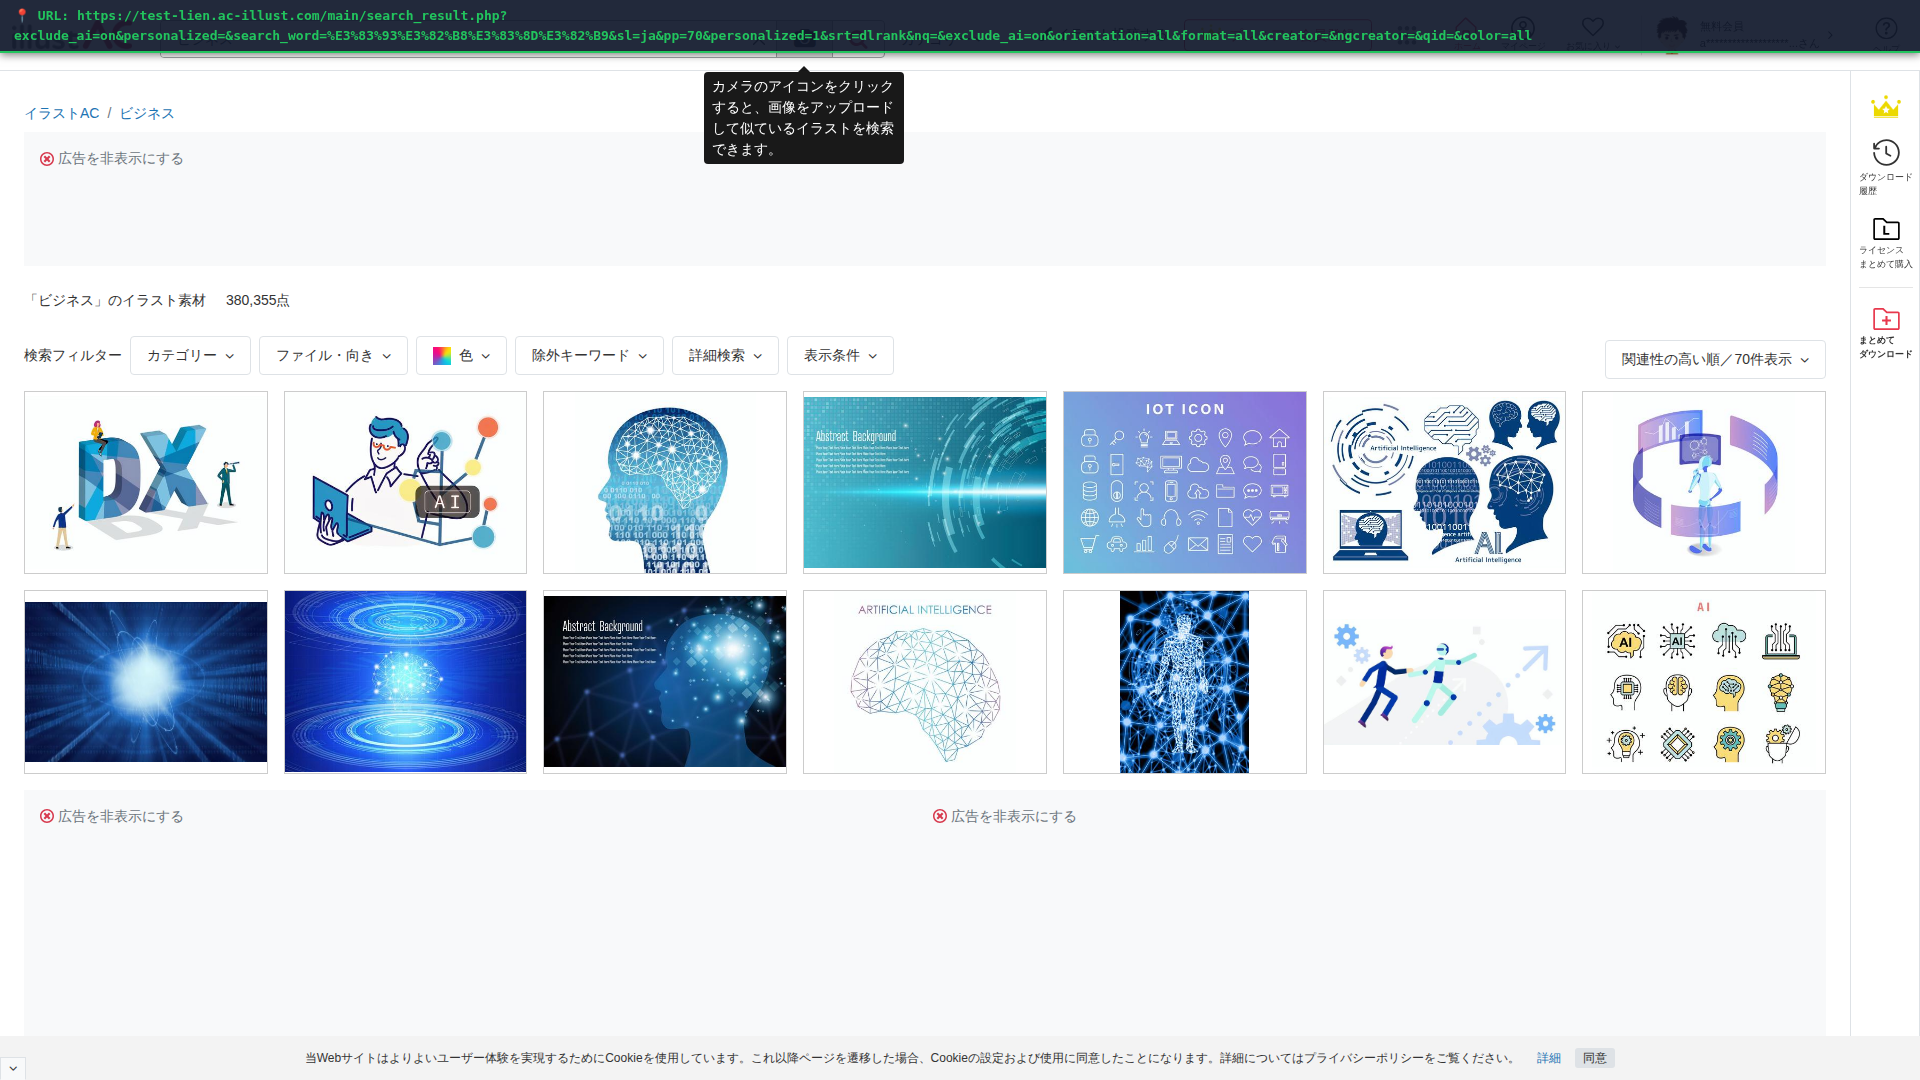 📍 URL: https://test-lien.ac-illust.com/main/search_result.php?
exclude_ai=on&personalized=&search_word=%E3%83%93%E3%82%B8%E3%83%8D%E3%82%B9&sl=ja&pp=70&personalized=1&srt=dlrank&nq=&exclude_ai=on&orientation=all&format=all&creator=&ngcreator=&qid=&color=all
カメラのアイコンをクリック
すると、画像をアップロード
して似ているイラストを検索
できます。
イラストAC / ビジネス
広告を非表示にする
ダウンロード
履歴
ライセンス
まとめて購入
まとめて
ダウンロード
「ビジネス」のイラスト素材 380,355点
検索フィルター カテゴリー ファイル・向き 色 除外キーワード 詳細検索 表示条件
関連性の高い順／70件表示
DX
AI
Abstract Background
IOT ICON
Artificial Intelligence
AI
Artificial Intelligence
Abstract Background
ARTIFICIAL INTELLIGENCE
AI
AI
AI
広告を非表示にする
広告を非表示にする
当Webサイトはよりよいユーザー体験を実現するためにCookieを使用しています。これ以降ページを遷移した場合、Cookieの設定および使用に同意したことになります。詳細についてはプライバシーポリシーをご覧ください。 詳細 同意